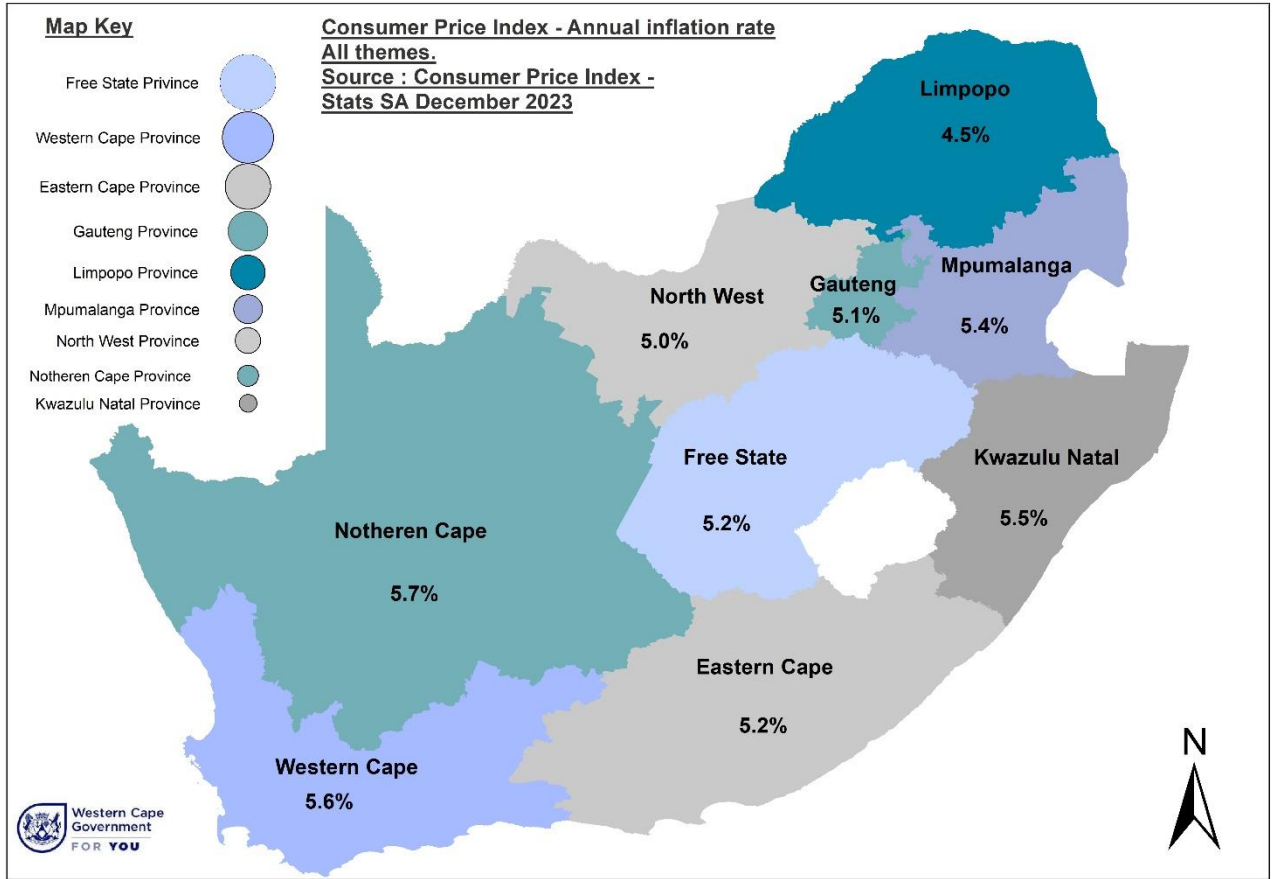 Map Key
Free State Privince
Western Cape Province
Eastern Cape Province
Gauteng Province
Limpopo Province
Mpumalanga Province
North West Province
Notheren Cape Province
Kwazulu Natal Province
Consumer Price Index - Annual inflation rate
All themes.
Source : Consumer Price Index -
Stats SA December 2023
Limpopo
4.5%
Mpumalanga
5.4%
Gauteng
5.1%
North West
5.0%
Free State
5.2%
Kwazulu Natal
5.5%
Notheren Cape
5.7%
Eastern Cape
5.2%
Western Cape
5.6%
Western Cape
Government
FOR YOU
N